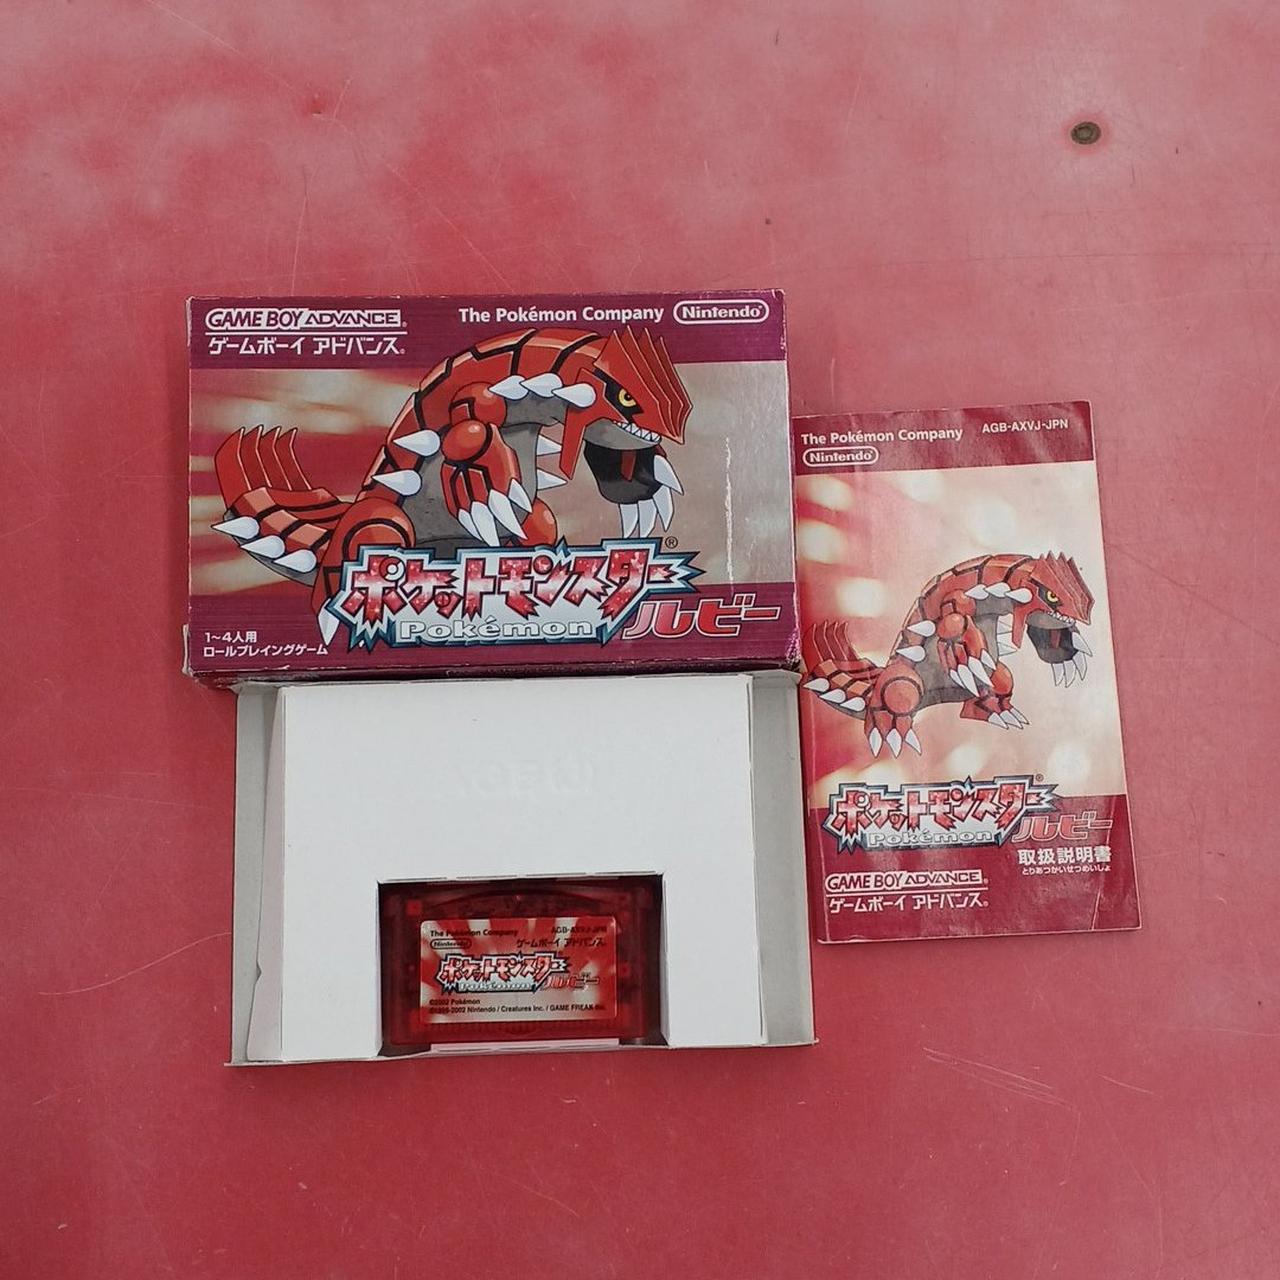 GAME BOY ADVANCE
ゲームボーイ アドバンス
The Pokémon Company
Nintendo
ポケットモンスター®
Pokémon
ルビー
1~4人用
ロールプレイングゲーム
The Pokémon Company
AGB-AXVJ-JPN
Nintendo
ポケットモンスター®
Pokémon
ルビー
取扱説明書
とりあつかいせつめいしょ
GAME BOY ADVANCE
ゲームボーイ アドバンス
The Pokémon Company
AGB-AXVJ-JPN
Nintendo
ゲームボーイ アドバンス
ポケットモンスター
Pokémon
ルビー
©2002 Pokémon
©1995-2002 Nintendo / Creatures Inc. / GAME FREAK inc.